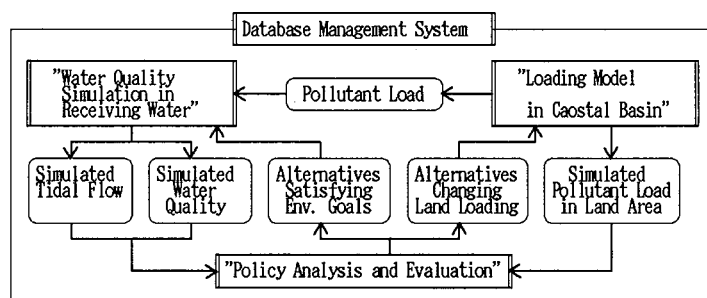 Database Management System
"Water Quality
Simulation in
Receiving Water"
Pollutant Load
"Loading Model
in Caostal Basin"
Simulated
Tidal Flow
Simulated
Water
Quality
Alternatives
Satisfying
Env. Goals
Alternatives
Changing
Land Loading
Simulated
Pollutant Load
in Land Area
"Policy Analysis and Evaluation"